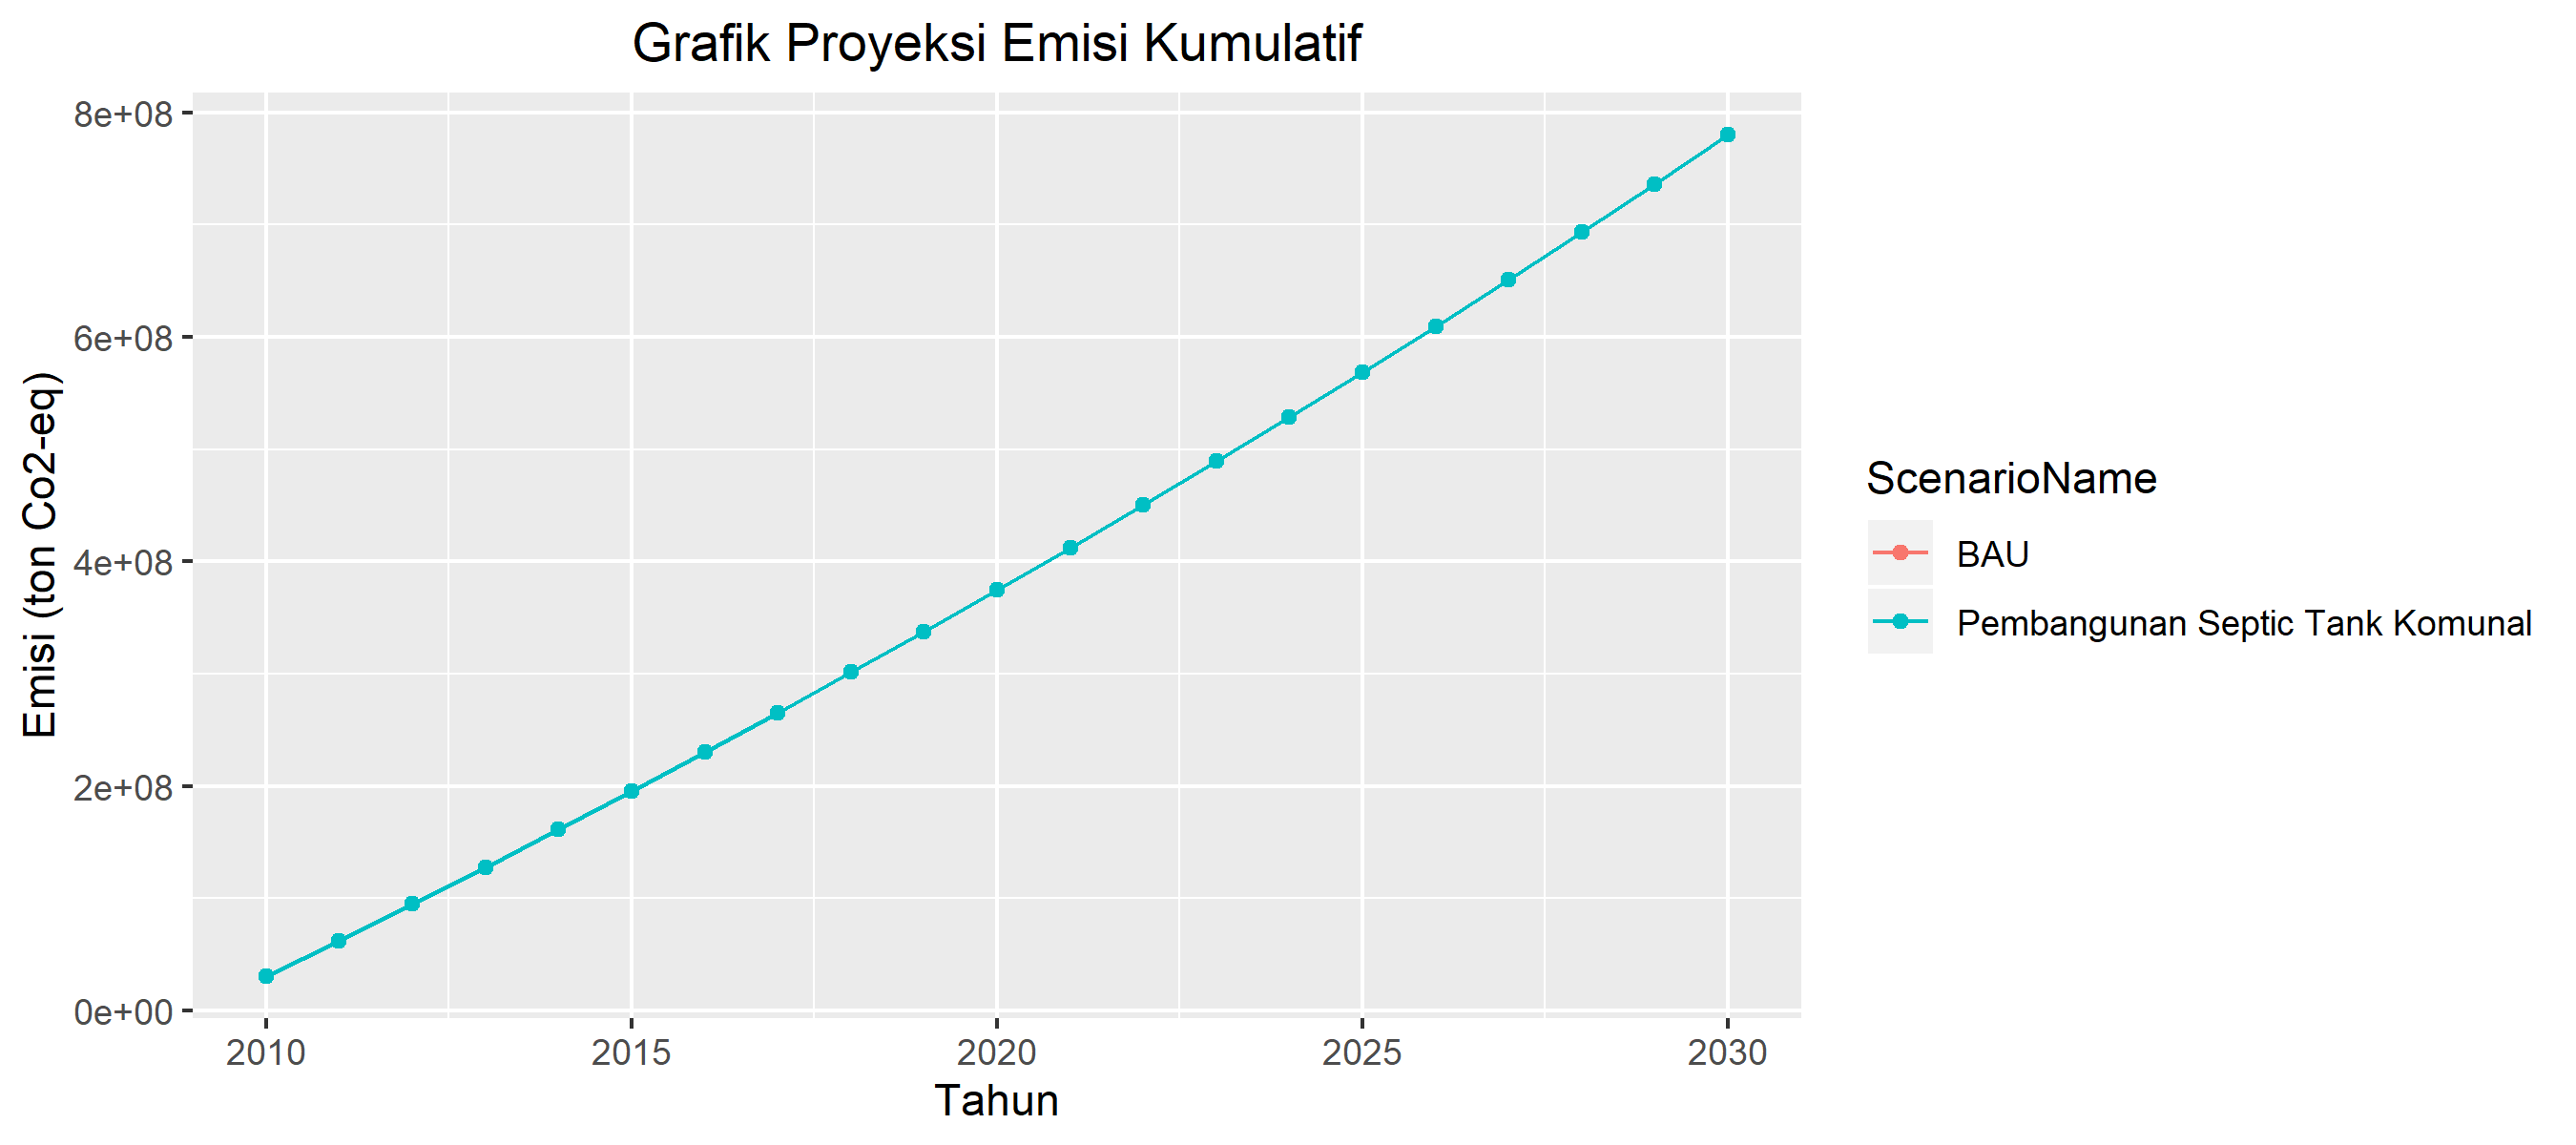 Grafik Proyeksi Emisi Kumulatif
8e+08
6e+08
4e+08
2e+08
0e+00
Emisi (ton Co2-eq)
2010 2015 2020 2025 2030
Tahun
ScenarioName
BAU
Pembangunan Septic Tank Komunal